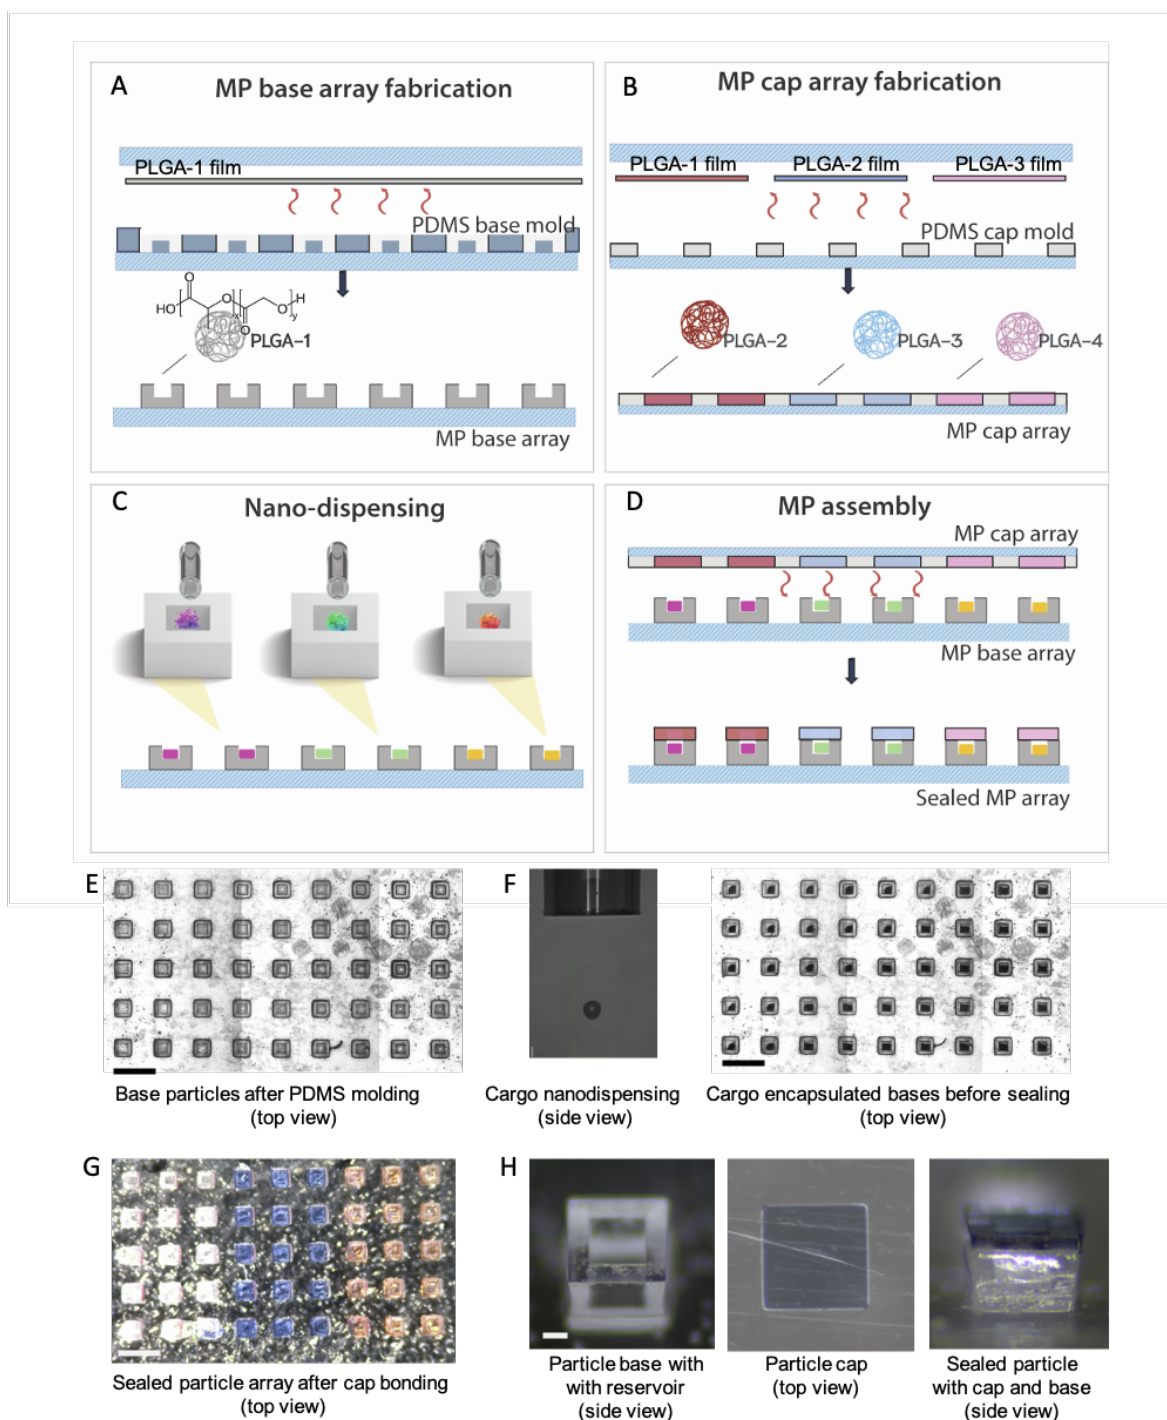 A
MP base array fabrication
PLGA-1 film
PDMS base mold
HO
O
O
O
O
H
x
y
PLGA-1
MP base array
B
MP cap array fabrication
PLGA-1 film
PLGA-2 film
PLGA-3 film
PDMS cap mold
PLGA-2
PLGA-3
PLGA-4
MP cap array
C
Nano-dispensing
D
MP assembly
MP cap array
MP base array
Sealed MP array
E
Base particles after PDMS molding
(top view)
F
Cargo nanodispensing
(side view)
Cargo encapsulated bases before sealing
(top view)
G
Sealed particle array after cap bonding
(top view)
H
Particle base with
with reservoir
(side view)
Particle cap
(top view)
Sealed particle
with cap and base
(side view)